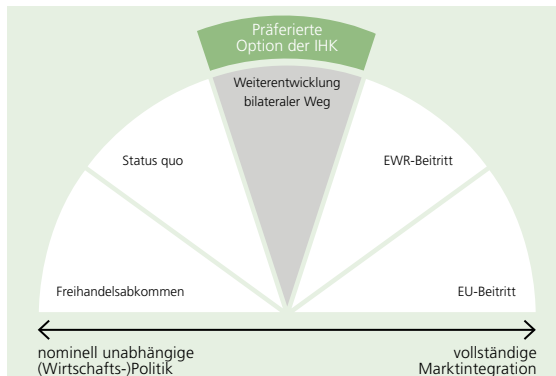 Präferierte
Option der IHK
Weiterentwicklung
bilateraler Weg
Status quo
EWR-Beitritt
Freihandelsabkommen
EU-Beitritt
nominell unabhängige
(Wirtschafts-)Politik
vollständige
Marktintegration